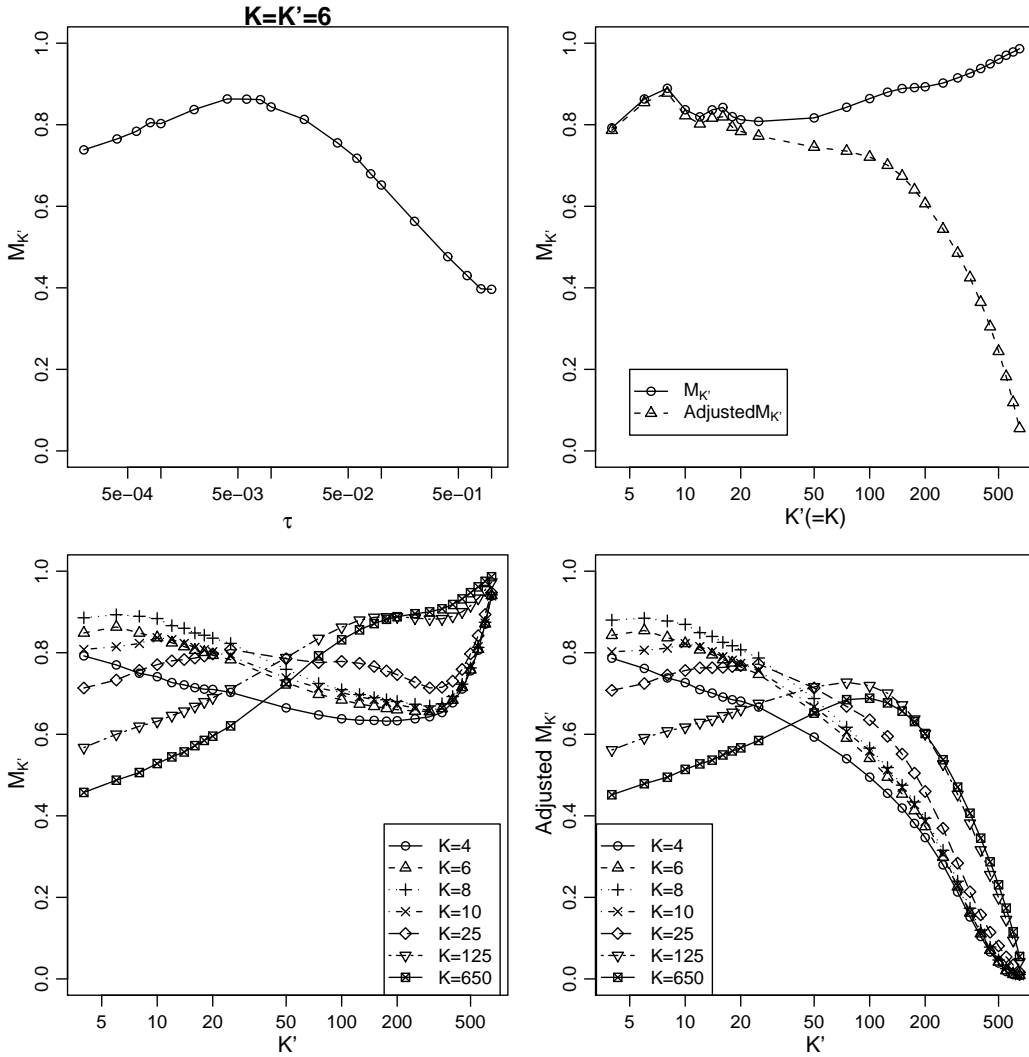 K=K'=6
M_K'
0.0 0.2 0.4 0.6 0.8 1.0
5e−04 5e−03 5e−02 5e−01
τ
M_K'
0.0 0.2 0.4 0.6 0.8 1.0
M_K'
AdjustedM_K'
5 10 20 50 100 500
K'(=K)
M_K'
0.0 0.2 0.4 0.6 0.8 1.0
K=4
K=6
K=8
K=10
K=25
K=125
K=650
5 10 20 50 100 200 500
K'
Adjusted M_K'
0.0 0.2 0.4 0.6 0.8 1.0
K=4
K=6
K=8
K=10
K=25
K=125
K=650
5 10 20 50 100 200 500
K'